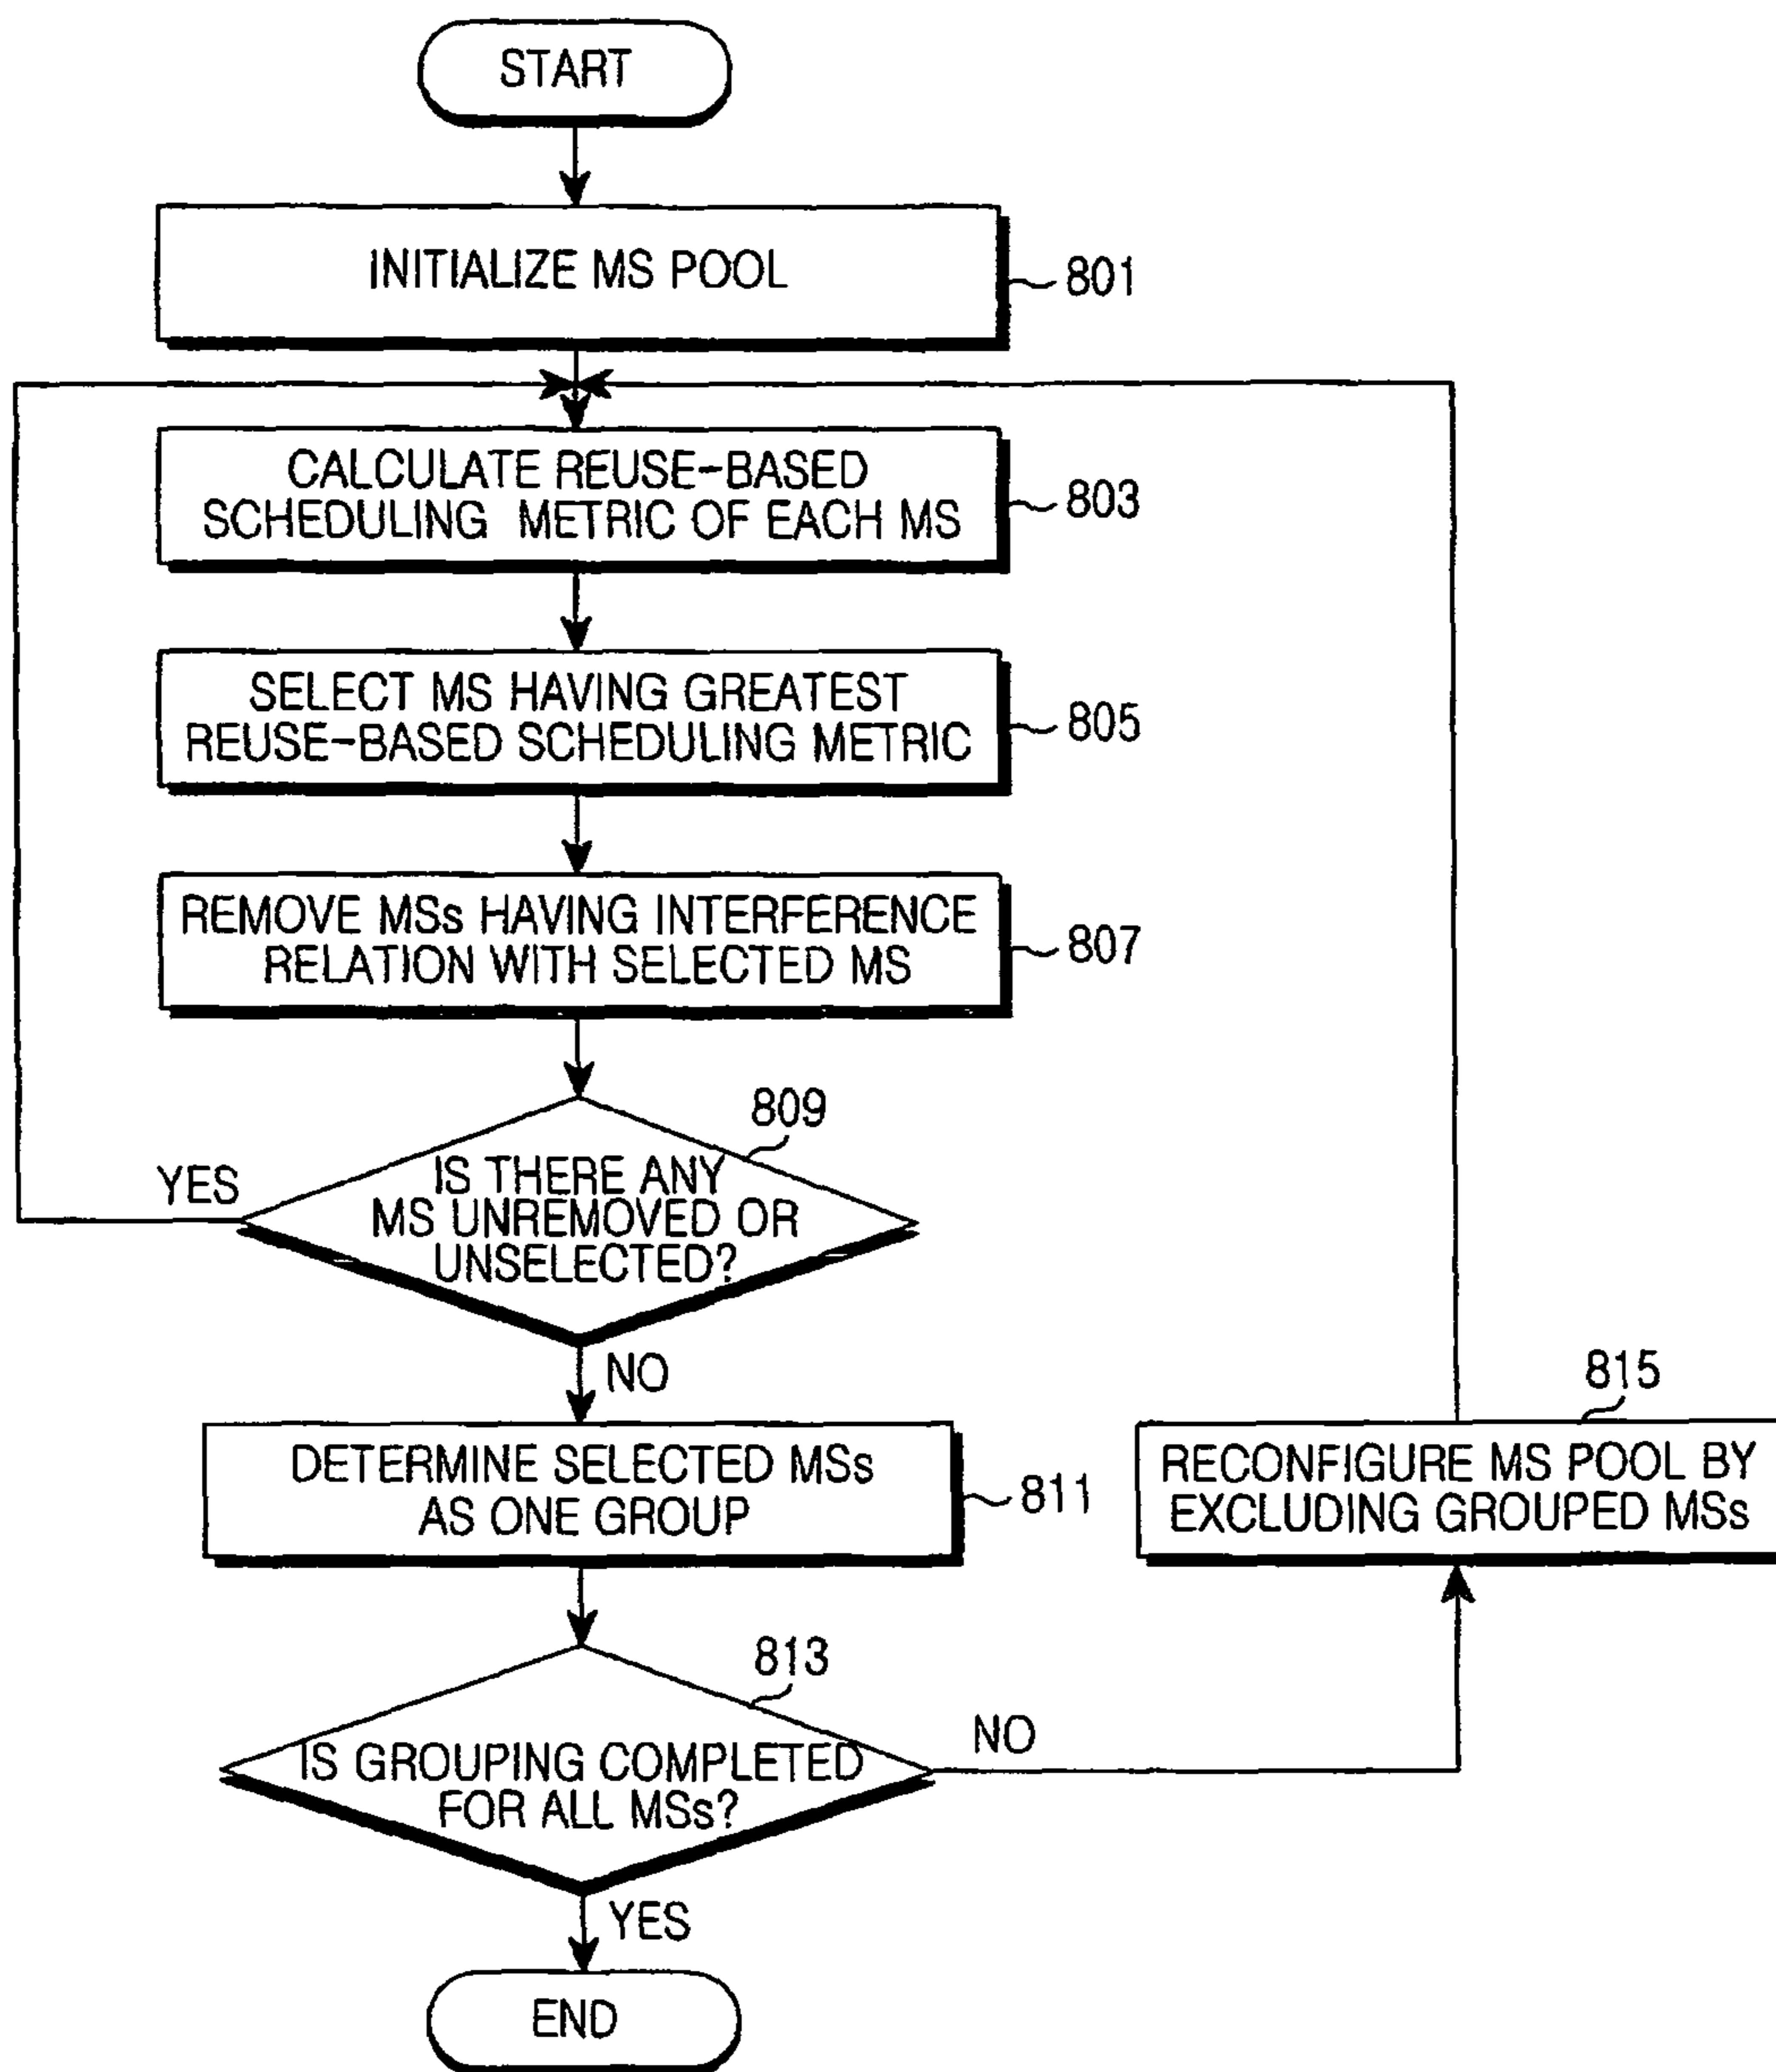 START
INITIALIZE MS POOL
801
CALCULATE REUSE-BASED
SCHEDULING METRIC OF EACH MS
803
SELECT MS HAVING GREATEST
REUSE-BASED SCHEDULING METRIC
805
REMOVE MSs HAVING INTERFERENCE
RELATION WITH SELECTED MS
807
809
IS THERE ANY
MS UNREMOVED OR
UNSELECTED?
YES
NO
DETERMINE SELECTED MSs
AS ONE GROUP
811
815
RECONFIGURE MS POOL BY
EXCLUDING GROUPED MSs
813
IS GROUPING COMPLETED
FOR ALL MSs?
NO
YES
END